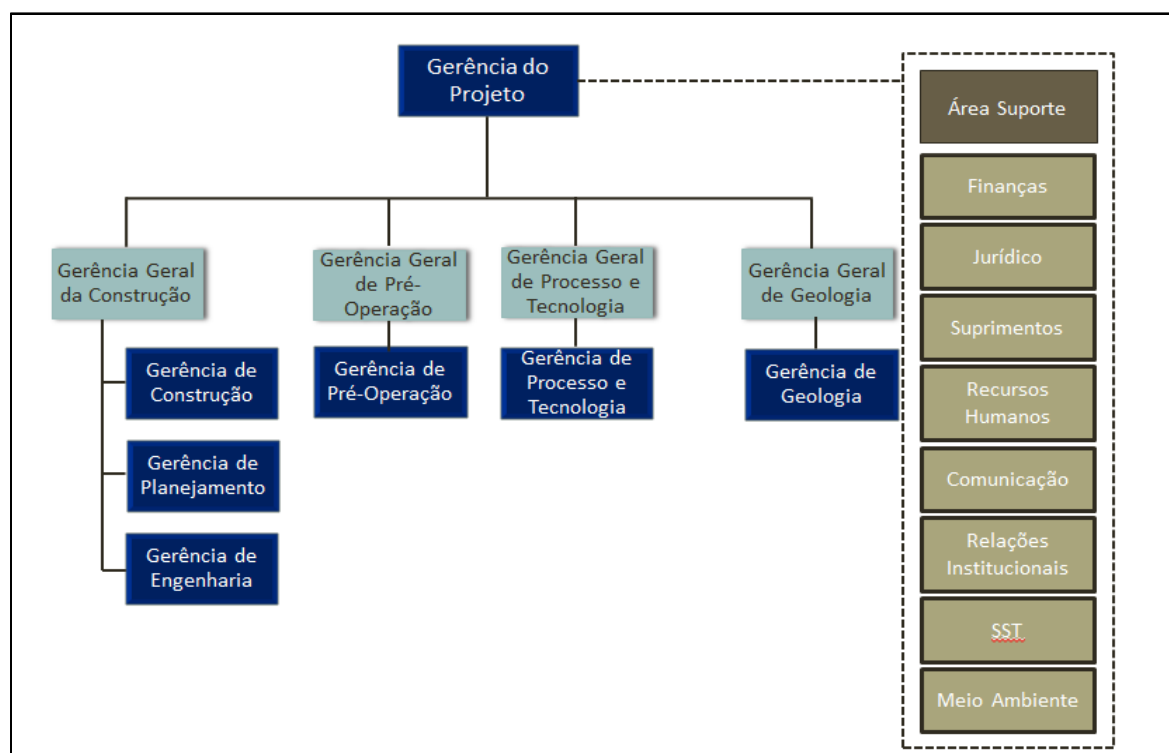 Gerência do
Projeto
Gerência Geral
da Construção
Gerência de
Construção
Gerência de
Planejamento
Gerência de
Engenharia
Gerência Geral
de Pré-
Operação
Gerência de
Pré-Operação
Gerência Geral
de Processo e
Tecnologia
Gerência de
Processo e
Tecnologia
Gerência Geral
de Geologia
Gerência de
Geologia
Área Suporte
Finanças
Jurídico
Suprimentos
Recursos
Humanos
Comunicação
Relações
Institucionais
SST
Meio Ambiente